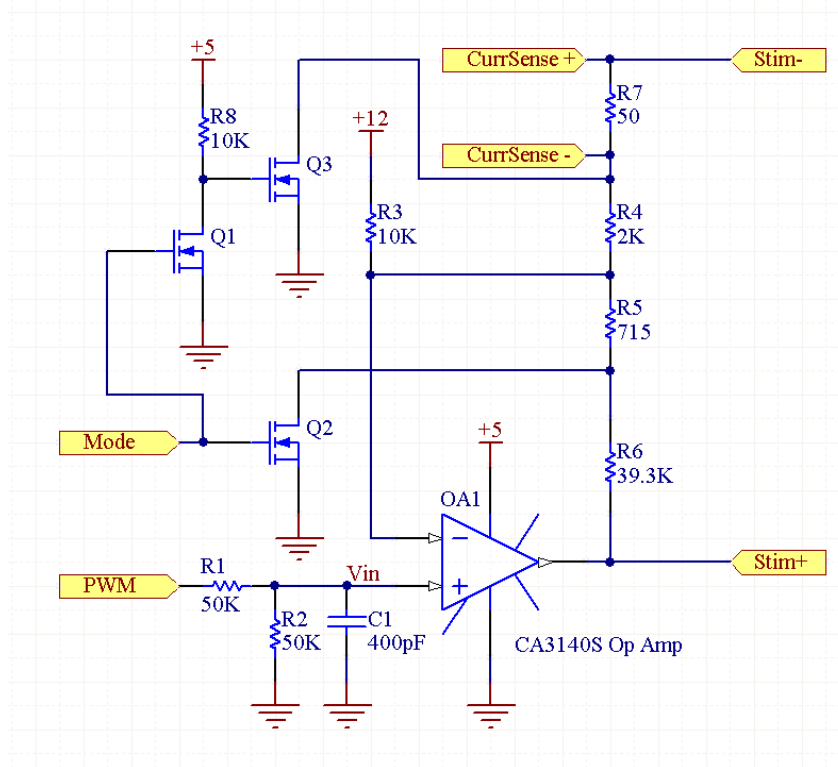 +5
CurrSense +
Stim-
R8
10K
R7
50
+12
CurrSense -
Q3
R3
10K
R4
2K
Q1
R5
715
Mode
Q2
+5
R6
39.3K
OA1
−
PWM
R1
50K
Vin
+
Stim+
R2
50K
C1
400pF
CA3140S Op Amp